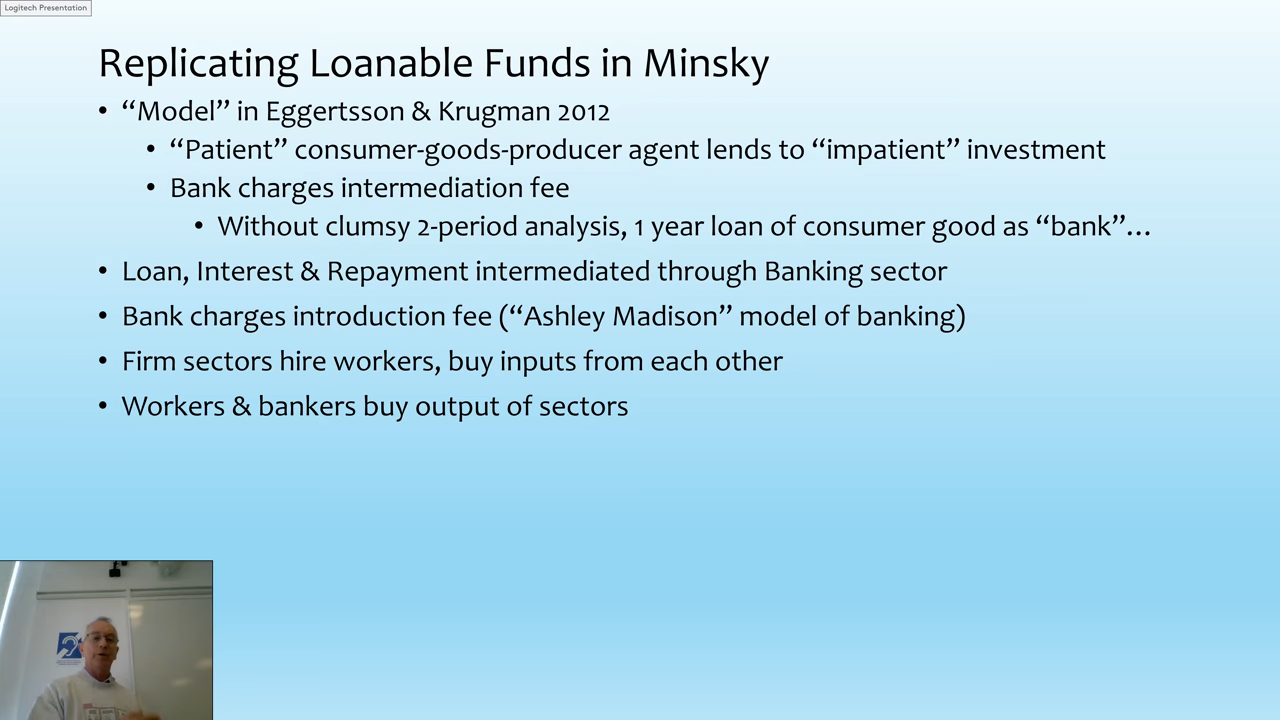 Logitech Presentation
Replicating Loanable Funds in Minsky
• “Model” in Eggertsson & Krugman 2012
• “Patient” consumer-goods-producer agent lends to “impatient” investment
• Bank charges intermediation fee
• Without clumsy 2-period analysis, 1 year loan of consumer good as “bank”…
• Loan, Interest & Repayment intermediated through Banking sector
• Bank charges introduction fee (“Ashley Madison” model of banking)
• Firm sectors hire workers, buy inputs from each other
• Workers & bankers buy output of sectors